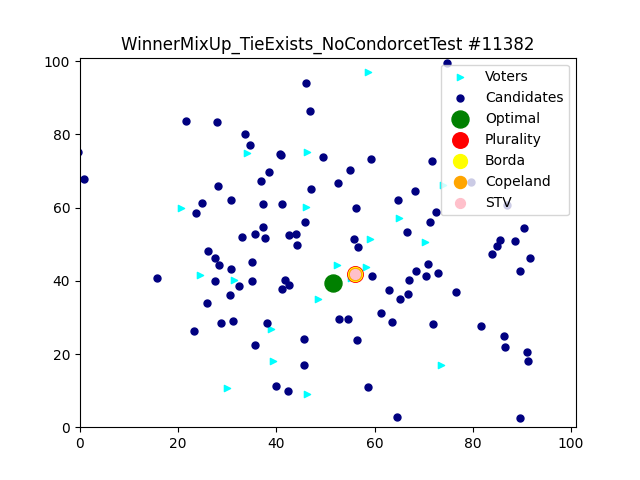 WinnerMixUp_TieExists_NoCondorcetTest #11382
100
80
60
40
20
0
0
20
40
60
80
100
Voters
Candidates
Optimal
Plurality
Borda
Copeland
STV